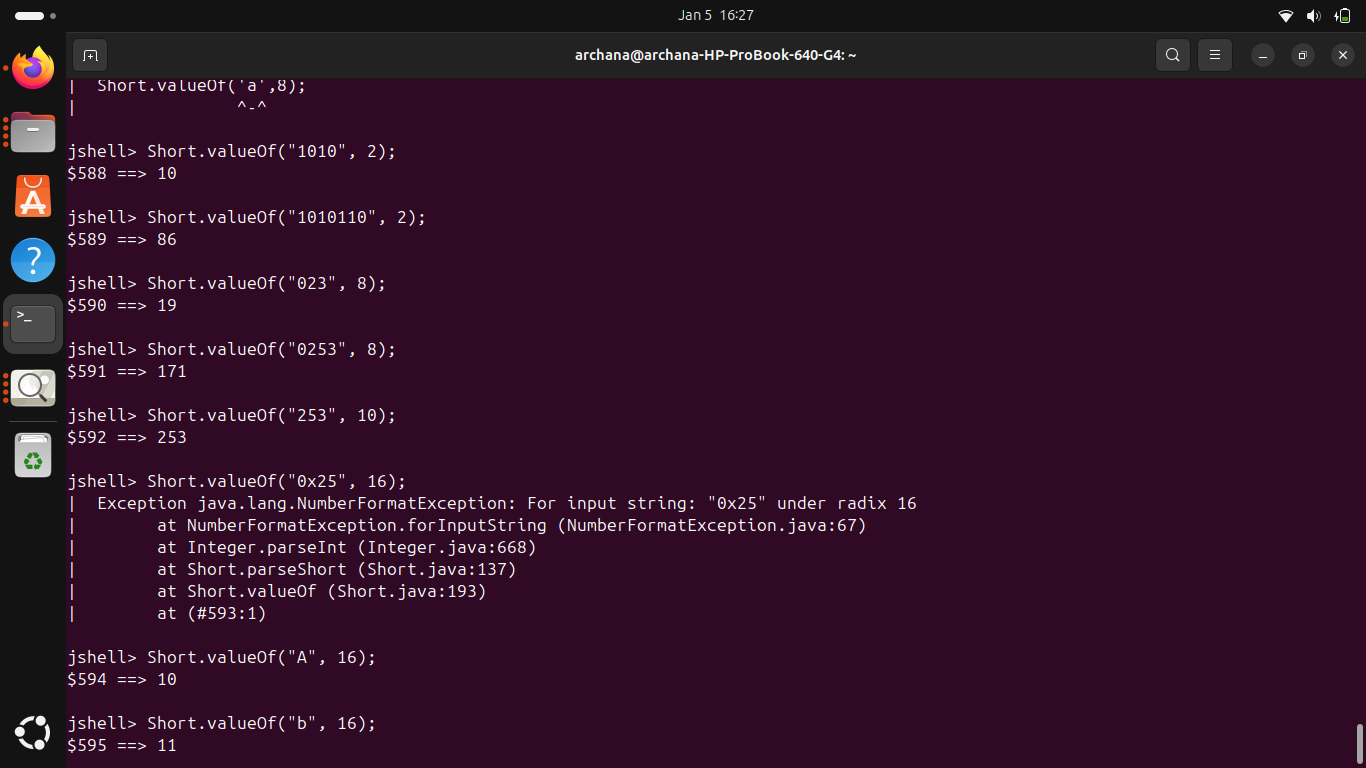 Jan 5 16:27
archana@archana-HP-ProBook-640-G4: ~
|  Short.valueOf('a',8);
|                ^-^
jshell> Short.valueOf("1010", 2);
$588 ==> 10
jshell> Short.valueOf("1010110", 2);
$589 ==> 86
jshell> Short.valueOf("023", 8);
$590 ==> 19
jshell> Short.valueOf("0253", 8);
$591 ==> 171
jshell> Short.valueOf("253", 10);
$592 ==> 253
jshell> Short.valueOf("0x25", 16);
|  Exception java.lang.NumberFormatException: For input string: "0x25" under radix 16
|        at NumberFormatException.forInputString (NumberFormatException.java:67)
|        at Integer.parseInt (Integer.java:668)
|        at Short.parseShort (Short.java:137)
|        at Short.valueOf (Short.java:193)
|        at (#593:1)
jshell> Short.valueOf("A", 16);
$594 ==> 10
jshell> Short.valueOf("b", 16);
$595 ==> 11